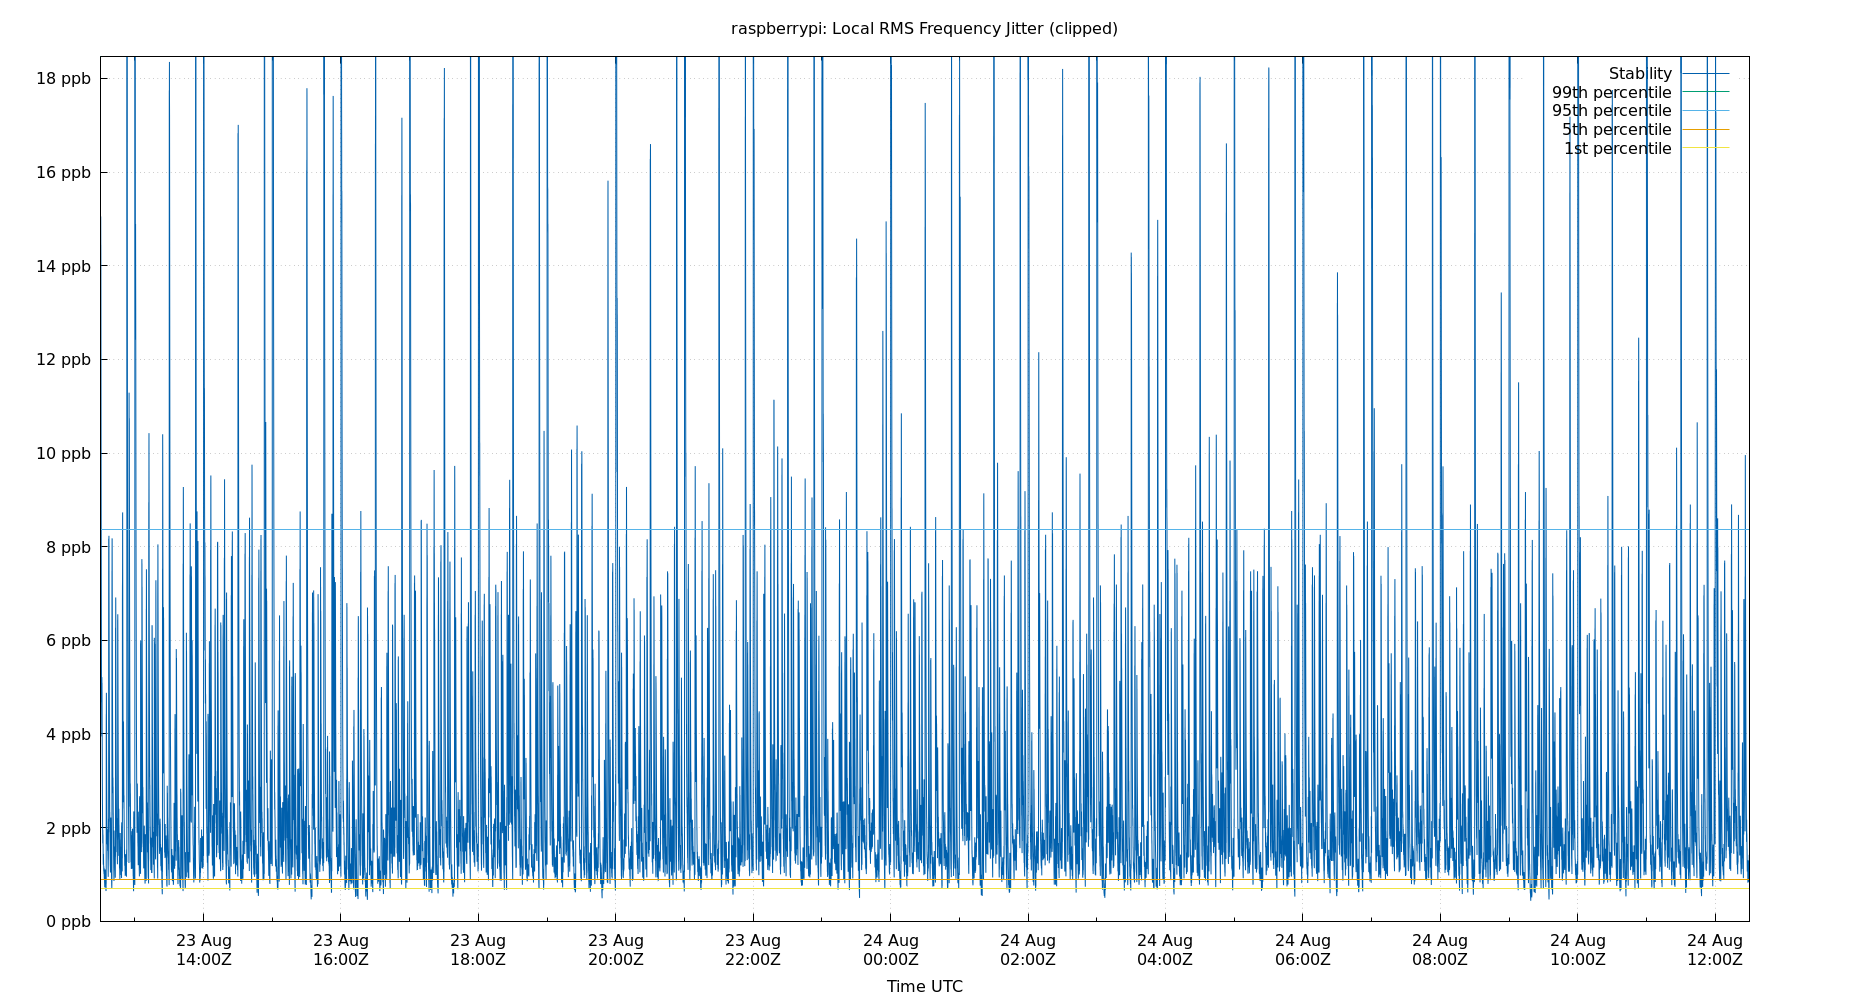 raspberrypi: Local RMS Frequency Jitter (clipped)
18 ppb
16 ppb
14 ppb
12 ppb
10 ppb
8 ppb
6 ppb
4 ppb
2 ppb
0 ppb
Stability
99th percentile
95th percentile
5th percentile
1st percentile
23 Aug
14:00Z
23 Aug
16:00Z
23 Aug
18:00Z
23 Aug
20:00Z
23 Aug
22:00Z
24 Aug
00:00Z
24 Aug
02:00Z
24 Aug
04:00Z
24 Aug
06:00Z
24 Aug
08:00Z
24 Aug
10:00Z
24 Aug
12:00Z
Time UTC